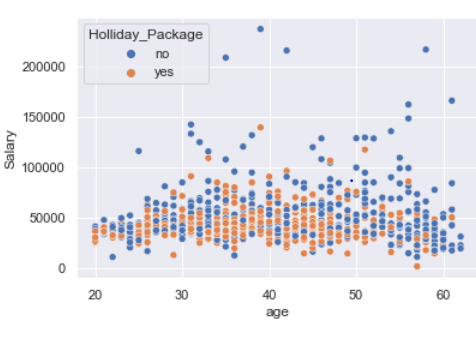 Holliday_Package
no
yes
200000
150000
100000
50000
0
Salary
20 30 40 50 60
age